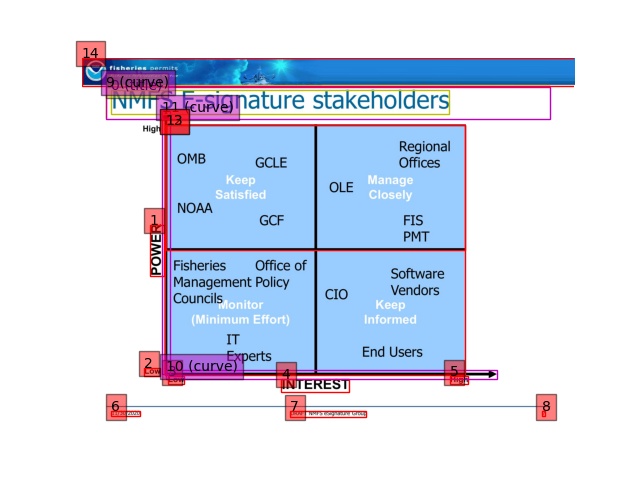 14
fisheries permits
9 (curve)
0 (title)
NMFS E-signature stakeholders
11 (curve)
13
High
OMB
GCLE
Regional
Offices
Keep
Satisfied
OLE
Manage
Closely
NOAA
GCF
FIS
PMT
1
POWER
Fisheries
Management
Councils
Office of
Policy
Software
Vendors
CIO
Monitor
(Minimum Effort)
Keep
Informed
IT
Experts
End Users
2
Low
10 (curve)
Low
4
5
High
INTEREST
6
7
NMFS eSignature Group
8